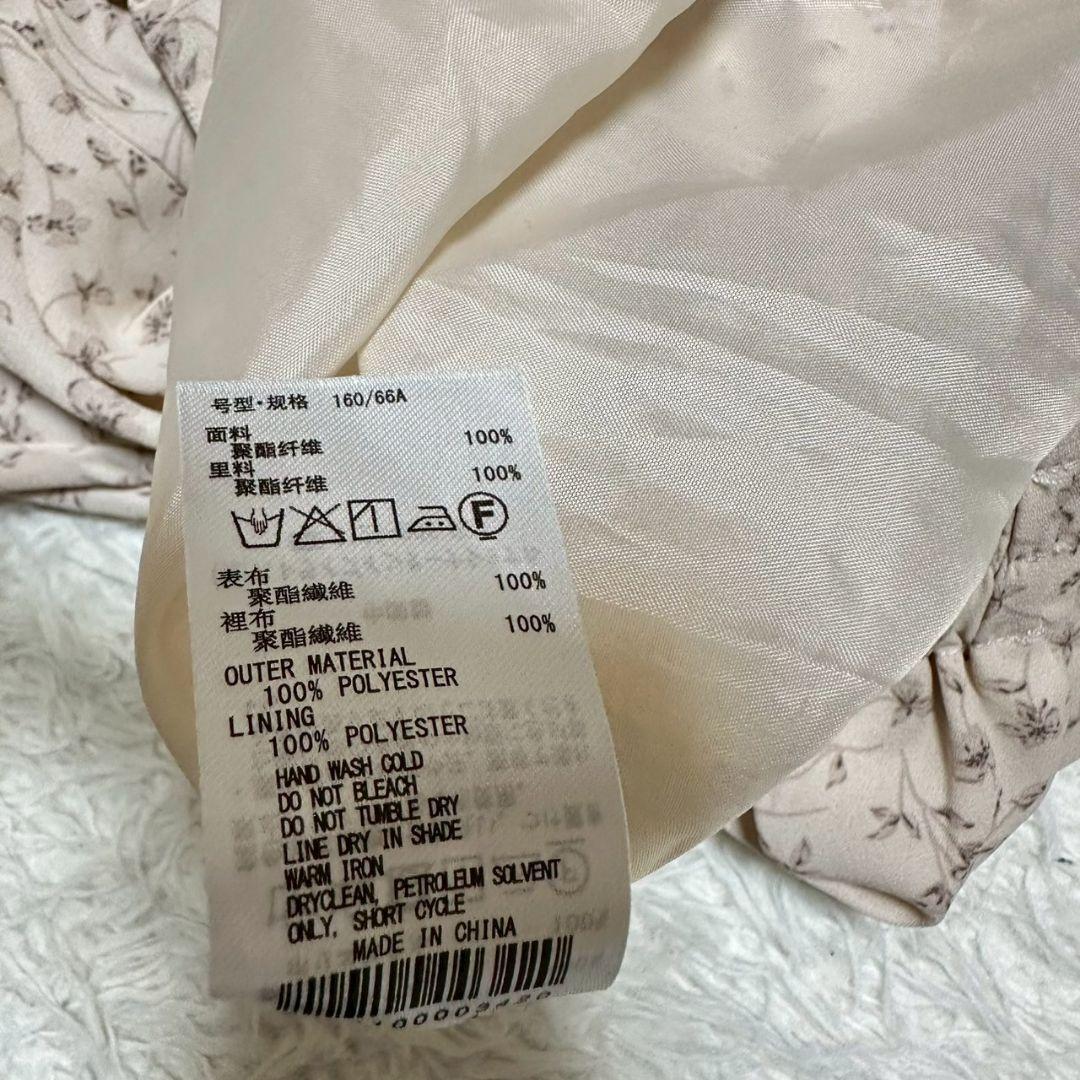 号型·规格 160/66A
面料
聚酯纤维 100%
里料
聚酯纤维 100%
F
表布
聚酯纖維 100%
裡布
聚酯纖維 100%
OUTER MATERIAL
100% POLYESTER
LINING
100% POLYESTER
HAND WASH COLD
DO NOT BLEACH
DO NOT TUMBLE DRY
LINE DRY IN SHADE
WARM IRON
DRYCLEAN, PETROLEUM SOLVENT
ONLY, SHORT CYCLE
MADE IN CHINA